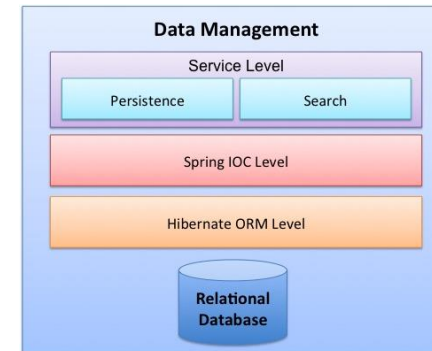 Data Management
Service Level
Persistence
Search
Spring IOC Level
Hibernate ORM Level
Relational
Database